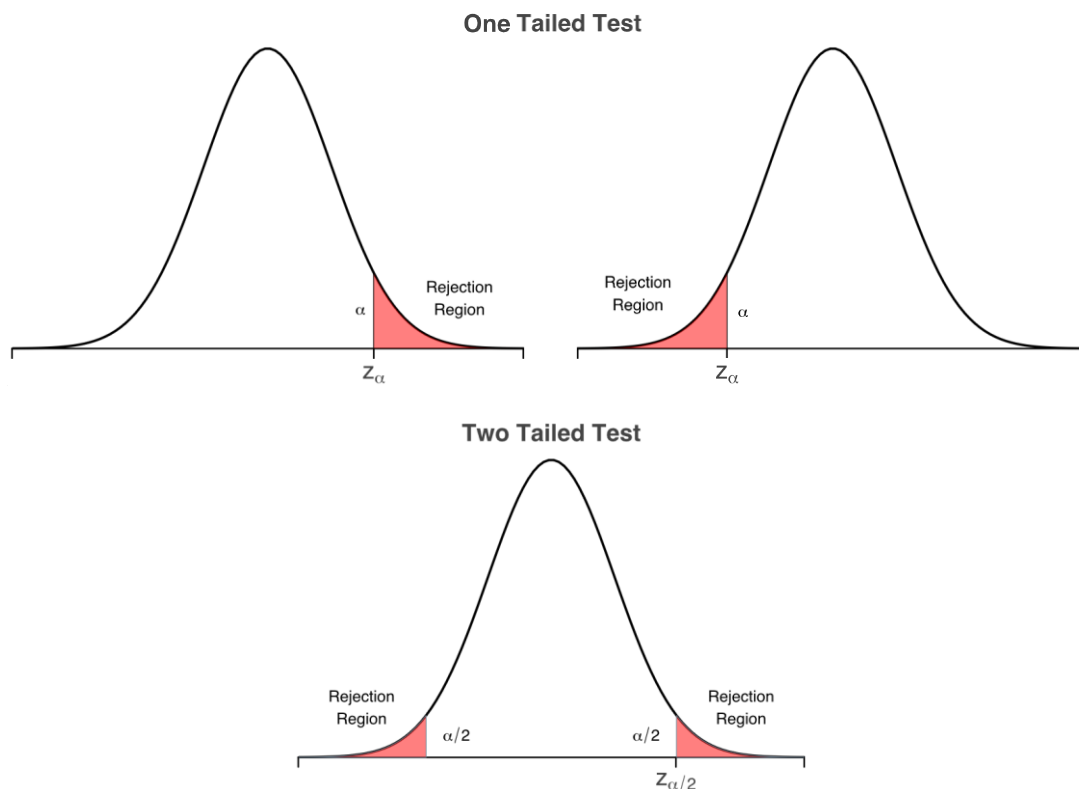 One Tailed Test
Rejection
Region
α
Zα
Rejection
Region
α
Zα
Two Tailed Test
Rejection
Region
α/2
α/2
Rejection
Region
Zα/2